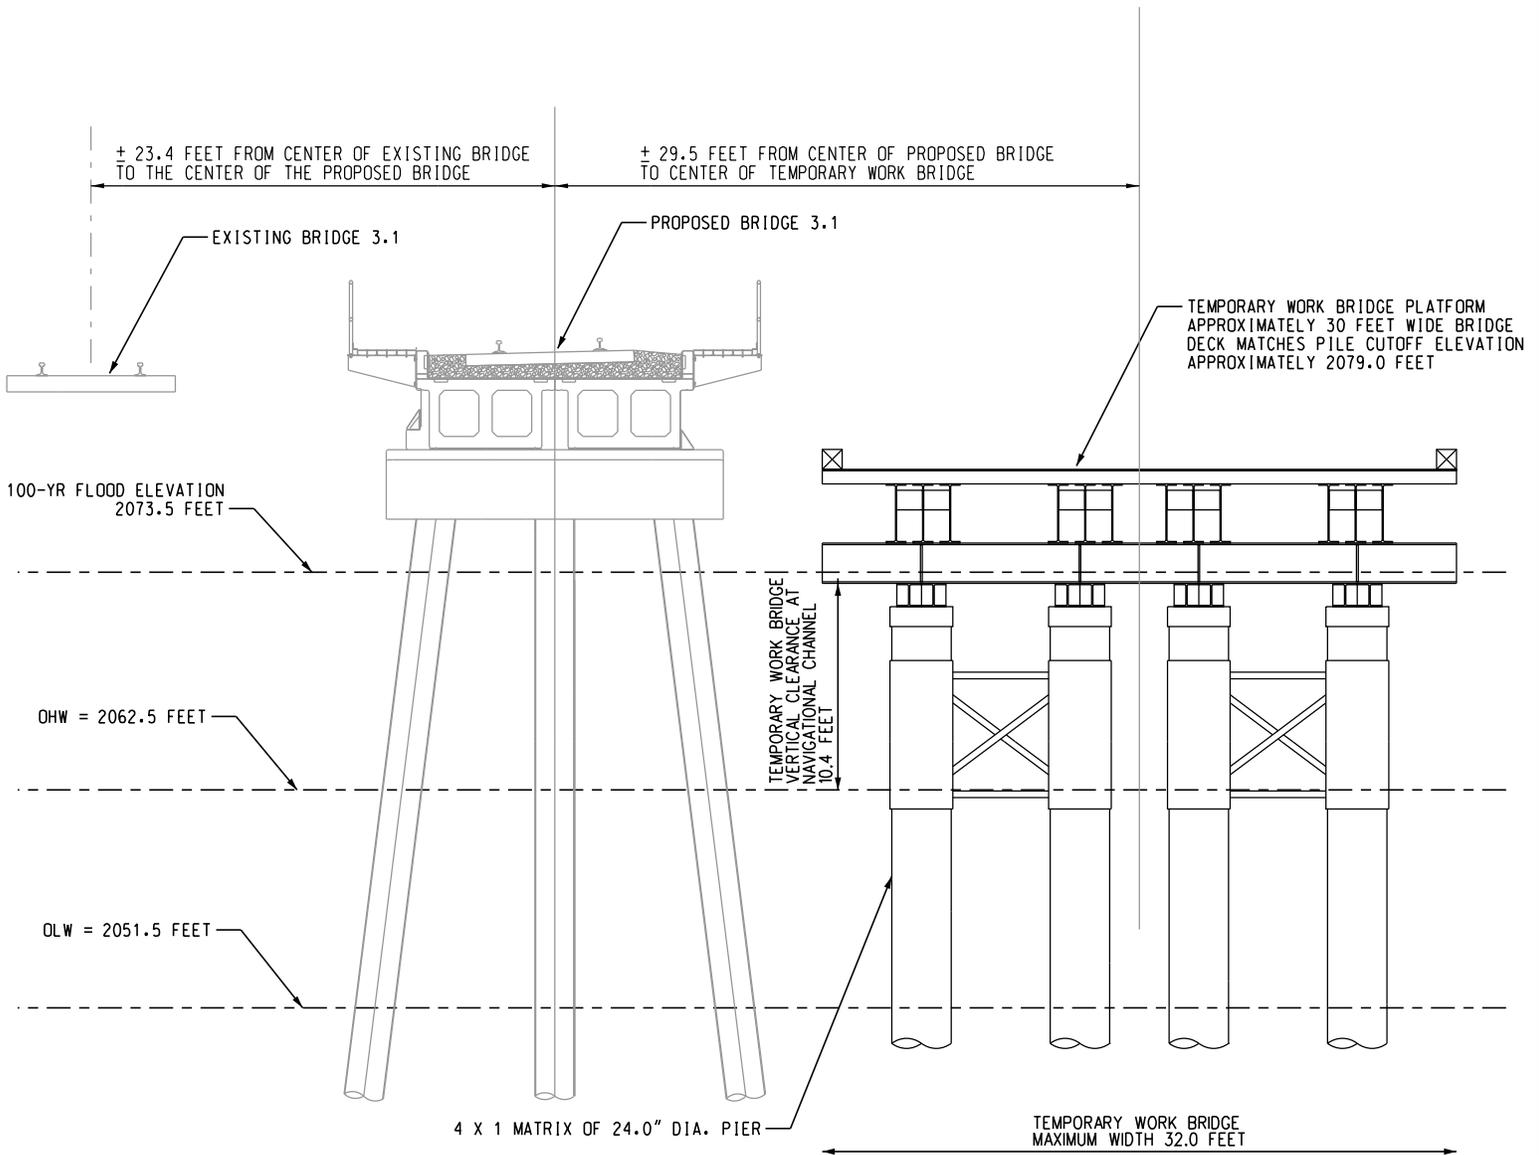 ± 23.4 FEET FROM CENTER OF EXISTING BRIDGE
TO THE CENTER OF THE PROPOSED BRIDGE
± 29.5 FEET FROM CENTER OF PROPOSED BRIDGE
TO CENTER OF TEMPORARY WORK BRIDGE
EXISTING BRIDGE 3.1
PROPOSED BRIDGE 3.1
TEMPORARY WORK BRIDGE PLATFORM
APPROXIMATELY 30 FEET WIDE BRIDGE
DECK MATCHES PILE CUTOFF ELEVATION
APPROXIMATELY 2079.0 FEET
100-YR FLOOD ELEVATION
2073.5 FEET
TEMPORARY WORK BRIDGE
VERTICAL CLEARANCE AT
NAVIGATIONAL CHANNEL
10.4 FEET
OHW = 2062.5 FEET
OLW = 2051.5 FEET
4 X 1 MATRIX OF 24.0" DIA. PIER
TEMPORARY WORK BRIDGE
MAXIMUM WIDTH 32.0 FEET